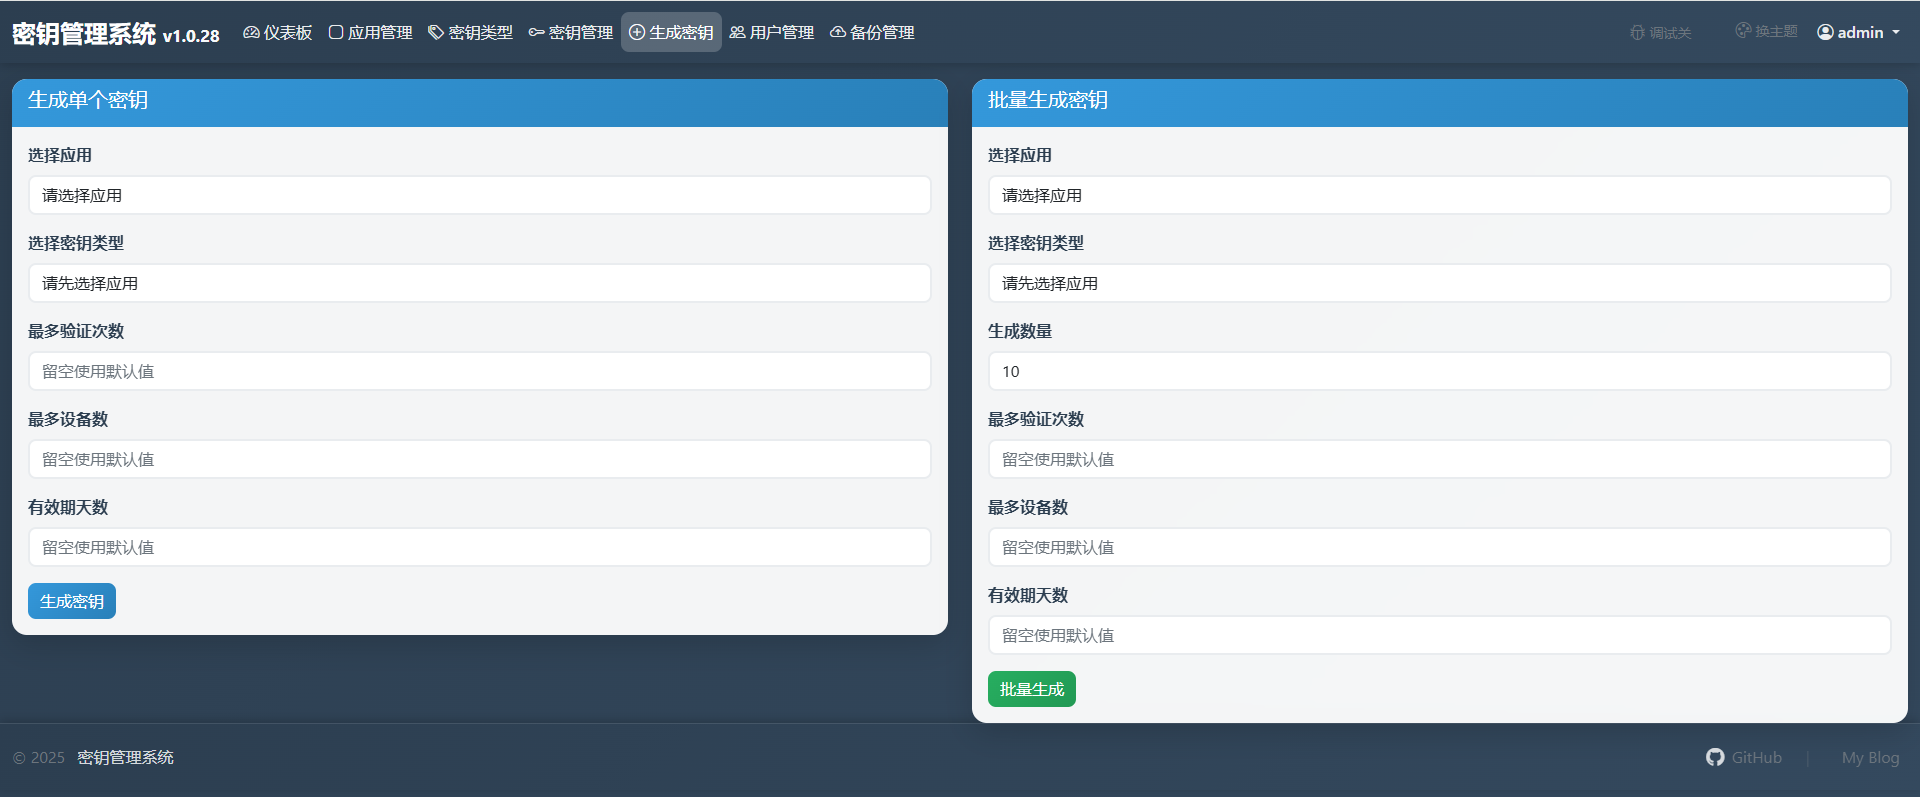 密钥管理系统 v1.0.28 仪表板 应用管理 密钥类型 密钥管理 生成密钥 用户管理 备份管理 调试关 换主题 admin
生成单个密钥
选择应用
请选择应用
选择密钥类型
请先选择应用
最多验证次数
留空使用默认值
最多设备数
留空使用默认值
有效期天数
留空使用默认值
生成密钥
批量生成密钥
选择应用
请选择应用
选择密钥类型
请先选择应用
生成数量
10
最多验证次数
留空使用默认值
最多设备数
留空使用默认值
有效期天数
留空使用默认值
批量生成
© 2025 密钥管理系统 GitHub | My Blog